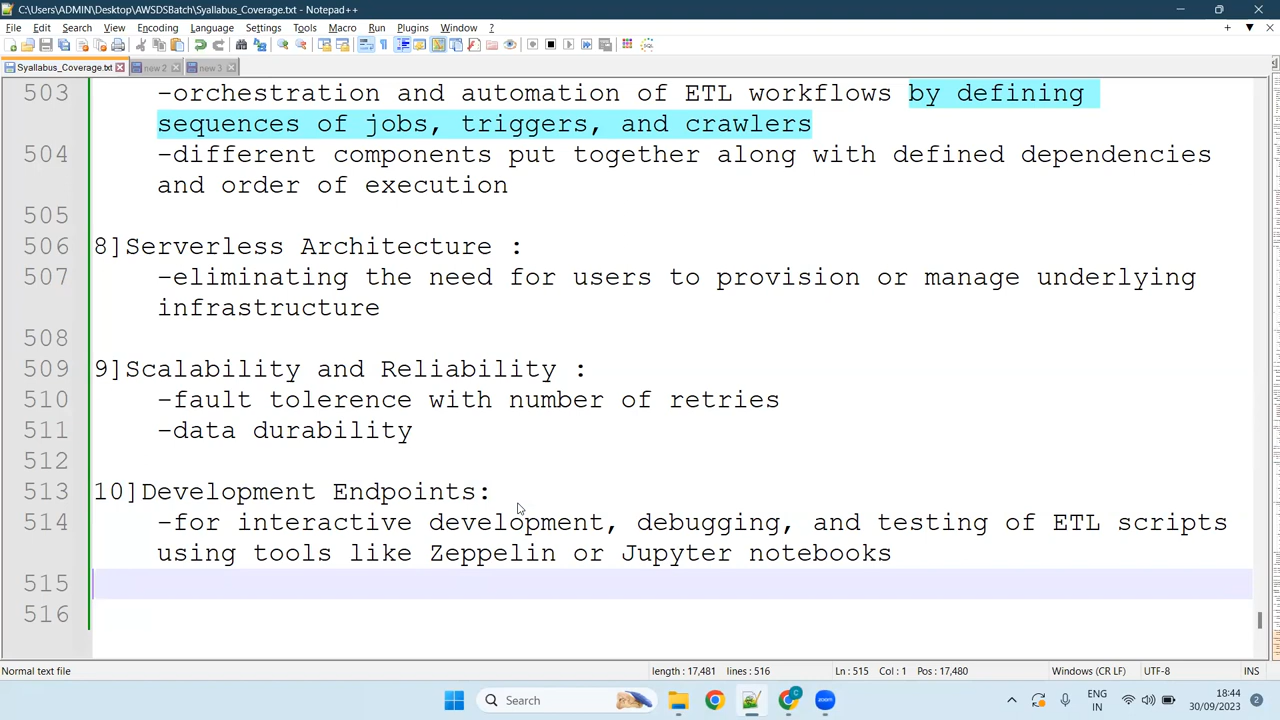 C:\Users\ADMIN\Desktop\AWSDSBatch\Syallabus_Coverage.txt - Notepad++
File Edit Search View Encoding Language Settings Tools Macro Run Plugins Window ?
Syallabus_Coverage.txt new 2 new 3
503 -orchestration and automation of ETL workflows by defining
sequences of jobs, triggers, and crawlers
504 -different components put together along with defined dependencies
and order of execution
505
506 8]Serverless Architecture :
507 -eliminating the need for users to provision or manage underlying
infrastructure
508
509 9]Scalability and Reliability :
510 -fault tolerence with number of retries
511 -data durability
512
513 10]Development Endpoints:
514 -for interactive development, debugging, and testing of ETL scripts
using tools like Zeppelin or Jupyter notebooks
515
516
Normal text file length : 17,481 lines : 516 Ln : 515 Col : 1 Pos : 17,480 Windows (CR LF) UTF-8 INS
Search zoom ENG IN 18:44 30/09/2023 2